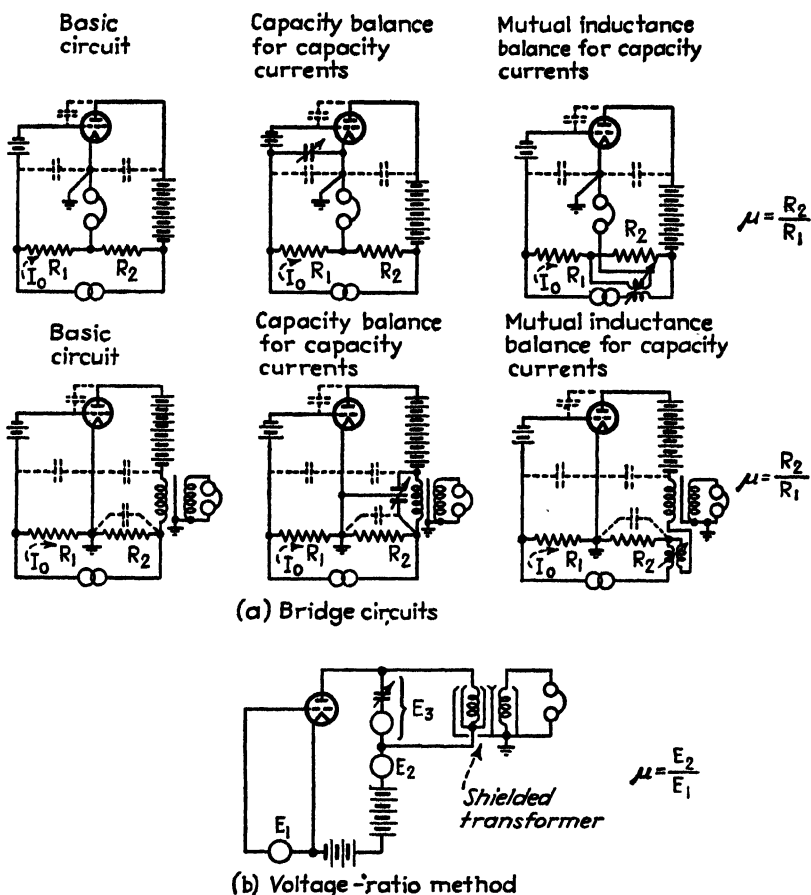 Basic
circuit
Capacity balance
for capacity
currents
Mutual inductance
balance for capacity
currents
I₀ R₁ R₂
I₀ R₁ R₂
I₀ R₁ R₂
μ = R₂/R₁
Basic
circuit
Capacity balance
for capacity
currents
Mutual inductance
balance for capacity
currents
I₀ R₁ R₂
I₀ R₁ R₂
I₀ R₁ R₂
μ = R₂/R₁
(a) Bridge circuits
E₃
E₂
E₁
Shielded
transformer
μ = E₂/E₁
(b) Voltage-ratio method